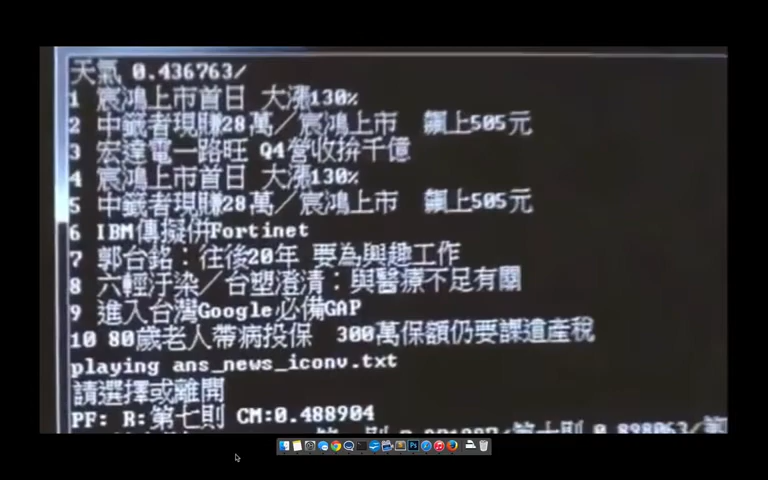 天氣 0.436763/
1 宸鴻上市首日 大漲130%
2 中籤者現賺28萬／宸鴻上市 飆上505元
3 宏達電一路旺 Q4營收拚千億
4 宸鴻上市首日 大漲130%
5 中籤者現賺28萬／宸鴻上市 飆上505元
6 IBM傳擬併Fortinet
7 郭台銘：往後20年 要為興趣工作
8 六輕汙染／台塑澄清：與醫療不足有關
9 進入台灣Google必備GAP
10 80歲老人帶病投保 300萬保額仍要課遺產稅
playing ans_news_iconv.txt
請選擇或離開
PF: R:第七則 CM:0.488904